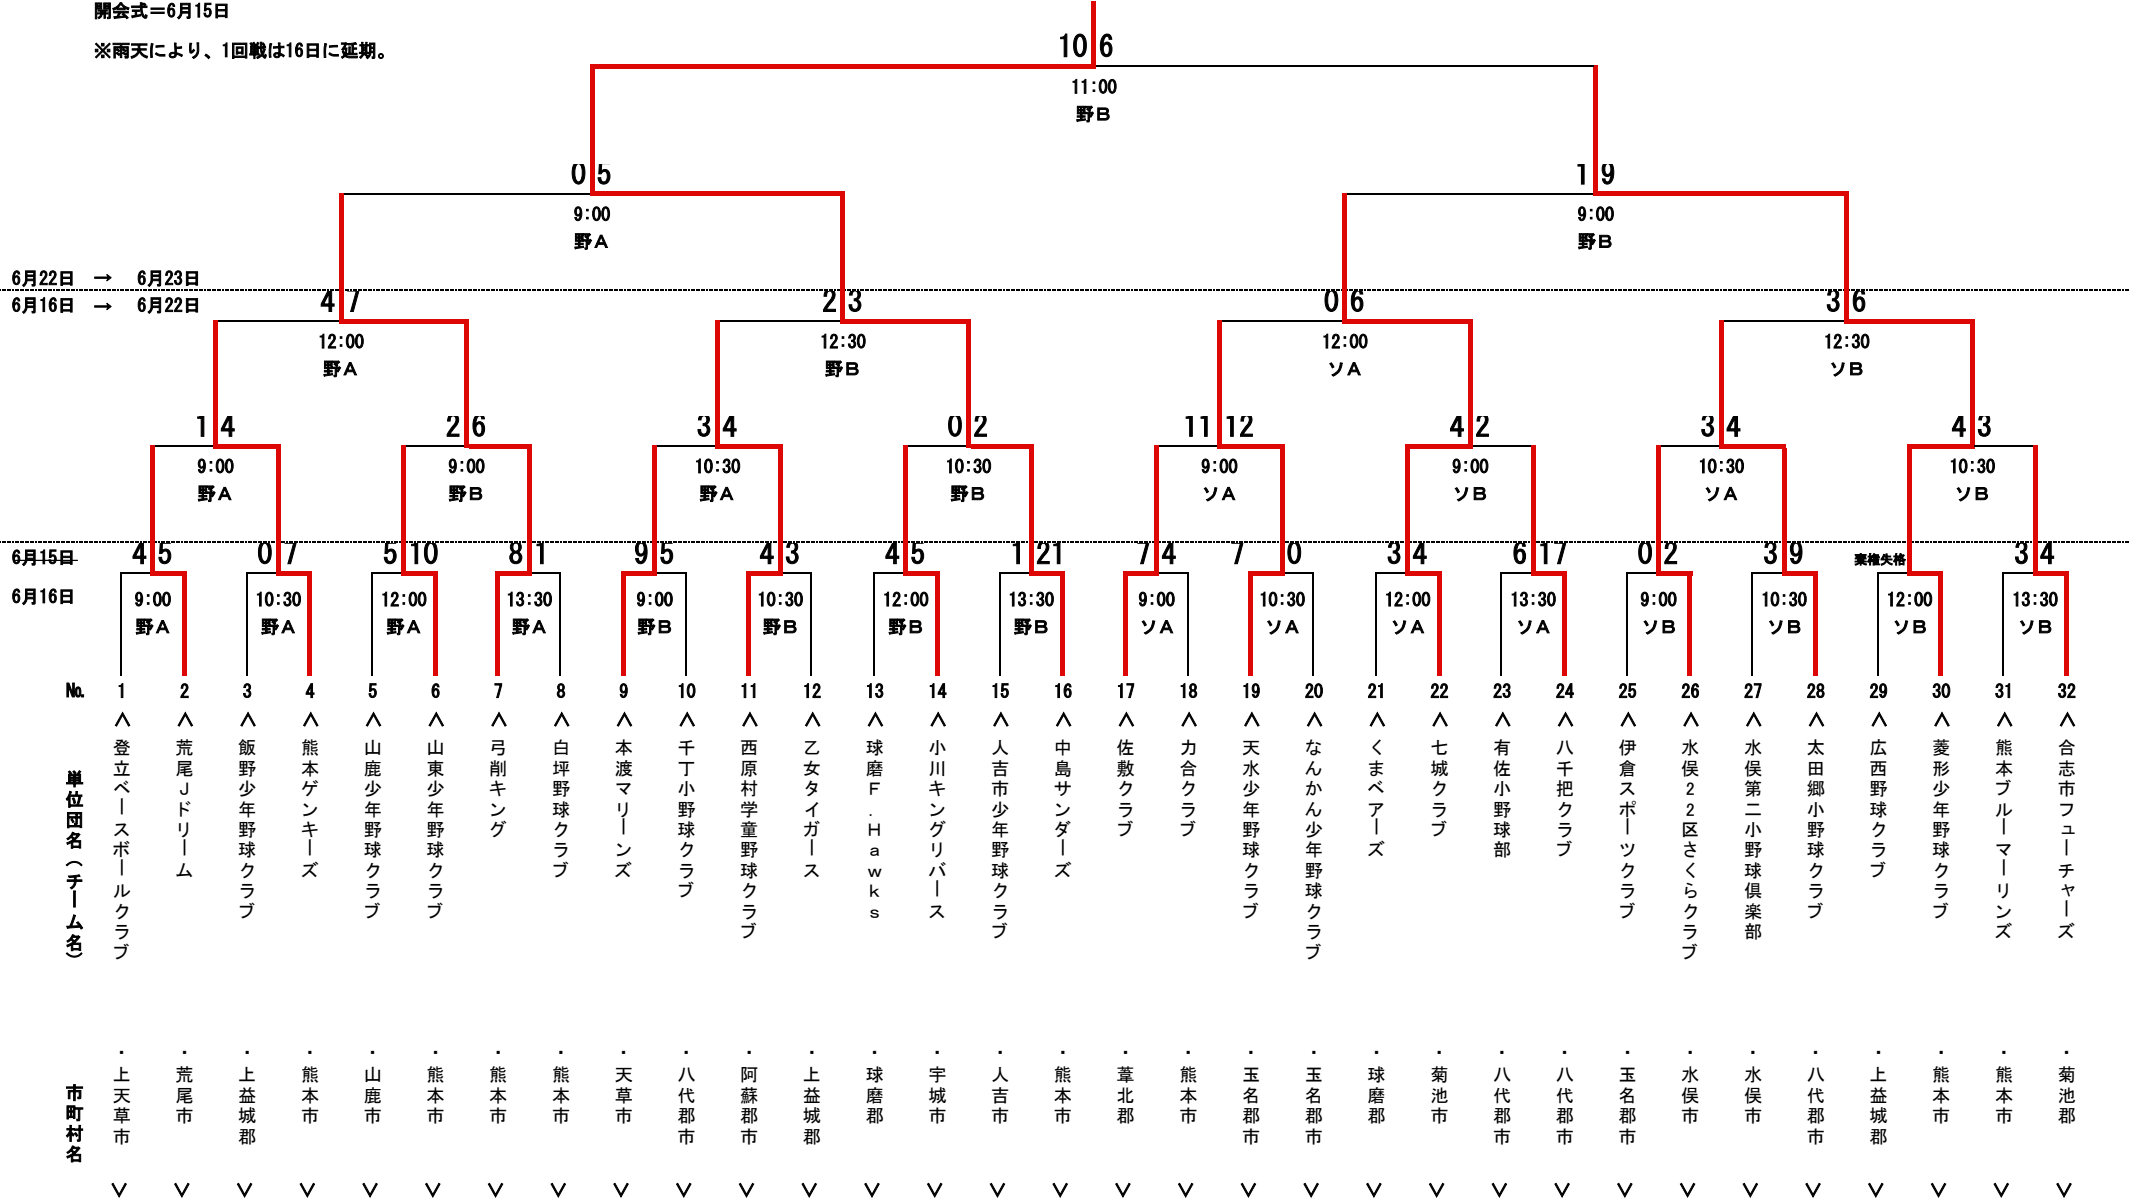 開会式＝6月15日
※雨天により、1回戦は16日に延期。
10 6
11:00
野B
0 5
1 9
9:00
9:00
野A
野B
6月22日 → 6月23日
6月16日 → 6月22日
4 7
2 3
0 6
3 6
12:00
12:30
12:00
12:30
野A
野B
ソA
ソB
1 4
2 6
3 4
0 2
11 12
4 2
3 4
4 3
9:00
9:00
10:30
10:30
9:00
9:00
10:30
10:30
野A
野B
野A
野B
ソA
ソB
ソA
ソB
6月15日
4 5
0 7
5 10
8 1
9 5
4 3
4 5
1 21
7 4
7 0
3 4
6 17
0 2
3 9
棄権失格
3 4
6月16日
9:00
10:30
12:00
13:30
9:00
10:30
12:00
13:30
9:00
10:30
12:00
13:30
9:00
10:30
12:00
13:30
野A
野A
野A
野A
野B
野B
野B
野B
ソA
ソA
ソA
ソA
ソB
ソB
ソB
ソB
№ 1 2 3 4 5 6 7 8 9 10 11 12 13 14 15 16 17 18 19 20 21 22 23 24 25 26 27 28 29 30 31 32
単位団名（チーム名）
登立ベースボールクラブ
荒尾Jドリーム
飯野少年野球クラブ
熊本ゲンキーズ
山鹿少年野球クラブ
山東少年野球クラブ
弓削キング
白坪野球クラブ
本渡マリーンズ
千丁小野球クラブ
西原村学童野球クラブ
乙女タイガース
球磨F.Hawks
小川キングリバース
人吉市少年野球クラブ
中島サンダーズ
佐敷クラブ
力合クラブ
天水少年野球クラブ
なんかん少年野球クラブ
くまベアーズ
七城クラブ
有佐小野球部
八千把クラブ
伊倉スポーツクラブ
水俣22区さくらクラブ
水俣第二小野球倶楽部
太田郷小野球クラブ
広西野球クラブ
菱形少年野球クラブ
熊本ブルーマーリンズ
合志市フューチャーズ
市町村名
・上天草市
・荒尾市
・上益城郡
・熊本市
・山鹿市
・熊本市
・熊本市
・熊本市
・天草市
・八代郡市
・阿蘇郡市
・上益城郡
・球磨郡
・宇城市
・人吉市
・熊本市
・葦北郡
・熊本市
・玉名郡市
・玉名郡市
・球磨郡
・菊池市
・八代郡市
・八代郡市
・玉名郡市
・水俣市
・水俣市
・八代郡市
・上益城郡
・熊本市
・熊本市
・菊池郡